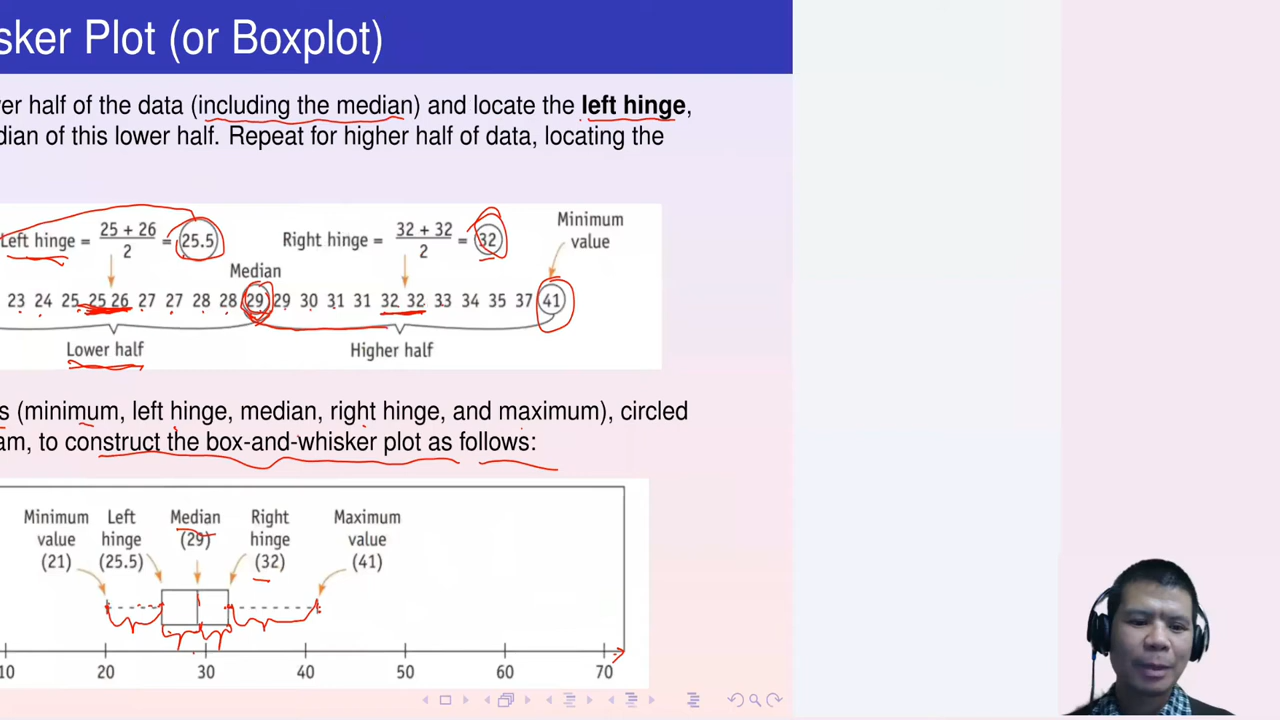 sker Plot (or Boxplot)
ver half of the data (including the median) and locate the left hinge,
dian of this lower half. Repeat for higher half of data, locating the
Left hinge = 25 + 26 / 2 = 25.5
Right hinge = 32 + 32 / 2 = 32
Minimum
value
Median
23 24 25 25 26 27 27 28 28 29 29 30 31 31 32 32 33 34 35 37 41
Lower half
Higher half
s (minimum, left hinge, median, right hinge, and maximum), circled
am, to construct the box-and-whisker plot as follows:
Minimum
value
(21)
Left
hinge
(25.5)
Median
(29)
Right
hinge
(32)
Maximum
value
(41)
10 20 30 40 50 60 70